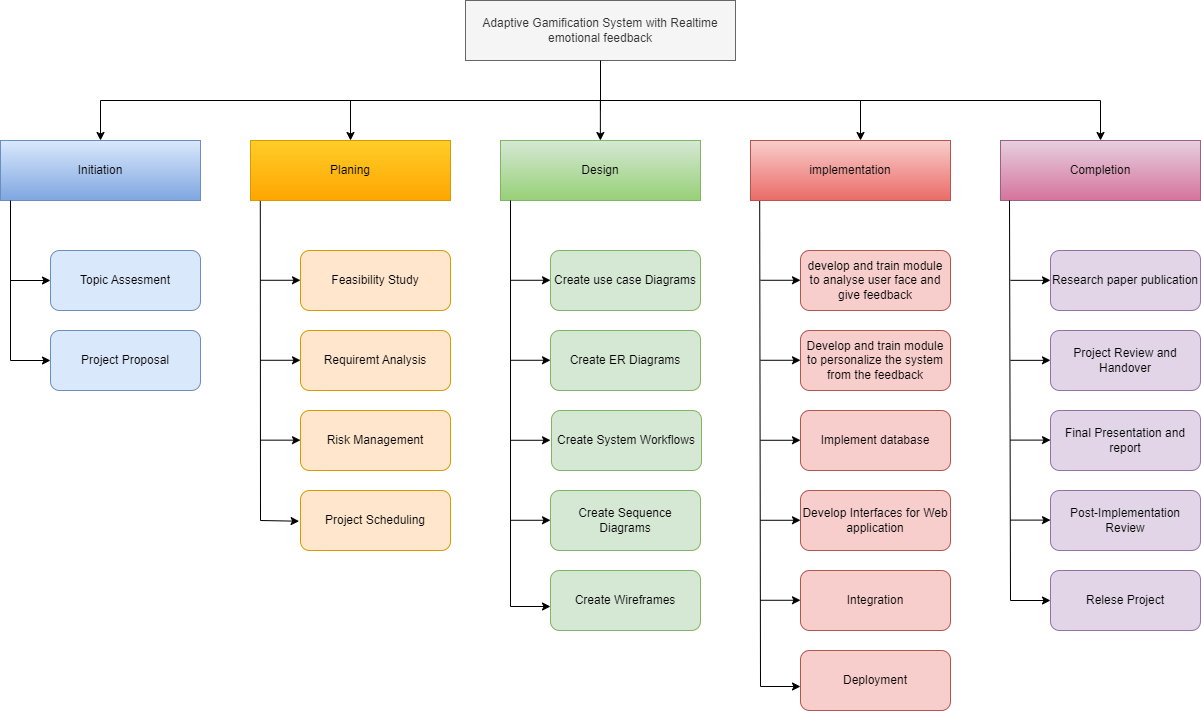 Adaptive Gamification System with Realtime
emotional feedback
Initiation
Planing
Design
implementation
Completion
Topic Assesment
Project Proposal
Feasibility Study
Requiremt Analysis
Risk Management
Project Scheduling
Create use case Diagrams
Create ER Diagrams
Create System Workflows
Create Sequence
Diagrams
Create Wireframes
develop and train module
to analyse user face and
give feedback
Develop and train module
to personalize the system
from the feedback
Implement database
Develop Interfaces for Web
application
Integration
Deployment
Research paper publication
Project Review and
Handover
Final Presentation and
report
Post-Implementation
Review
Relese Project